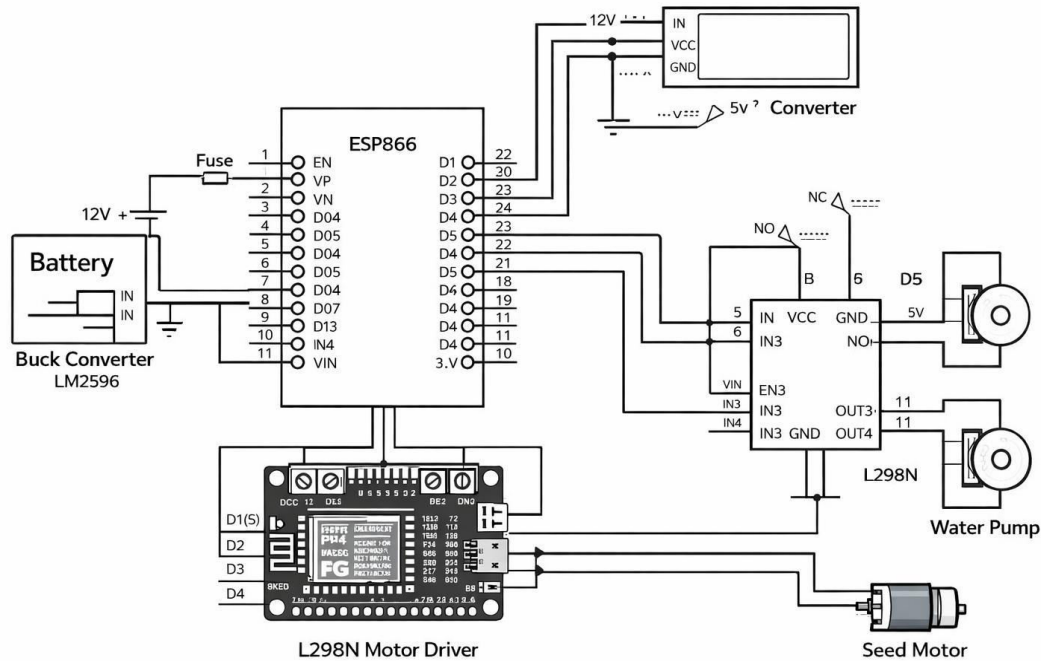 12V
IN
VCC
GND
5v ? Converter
ESP866
Fuse
12V +
Battery
IN
IN
Buck Converter
LM2596
1 EN
VP
2 VN
3 D04
4 D05
5 D04
6 D05
7 D04
8 D07
9 D13
10 IN4
11 VIN
D1 22
D2 30
D3 23
D4 24
D5 23
D4 22
D5 21
D4 18
D4 19
D4 11
D4 11
3.V 10
NC
NO
B 6 D5
5 IN VCC GND 5V
6 IN3 NO
VIN EN3
IN3 IN3 OUT3 11
IN4 IN3 GND OUT4 11
L298N
Water Pump
D1(S)
D2
D3
D4
FG
L298N Motor Driver
Seed Motor